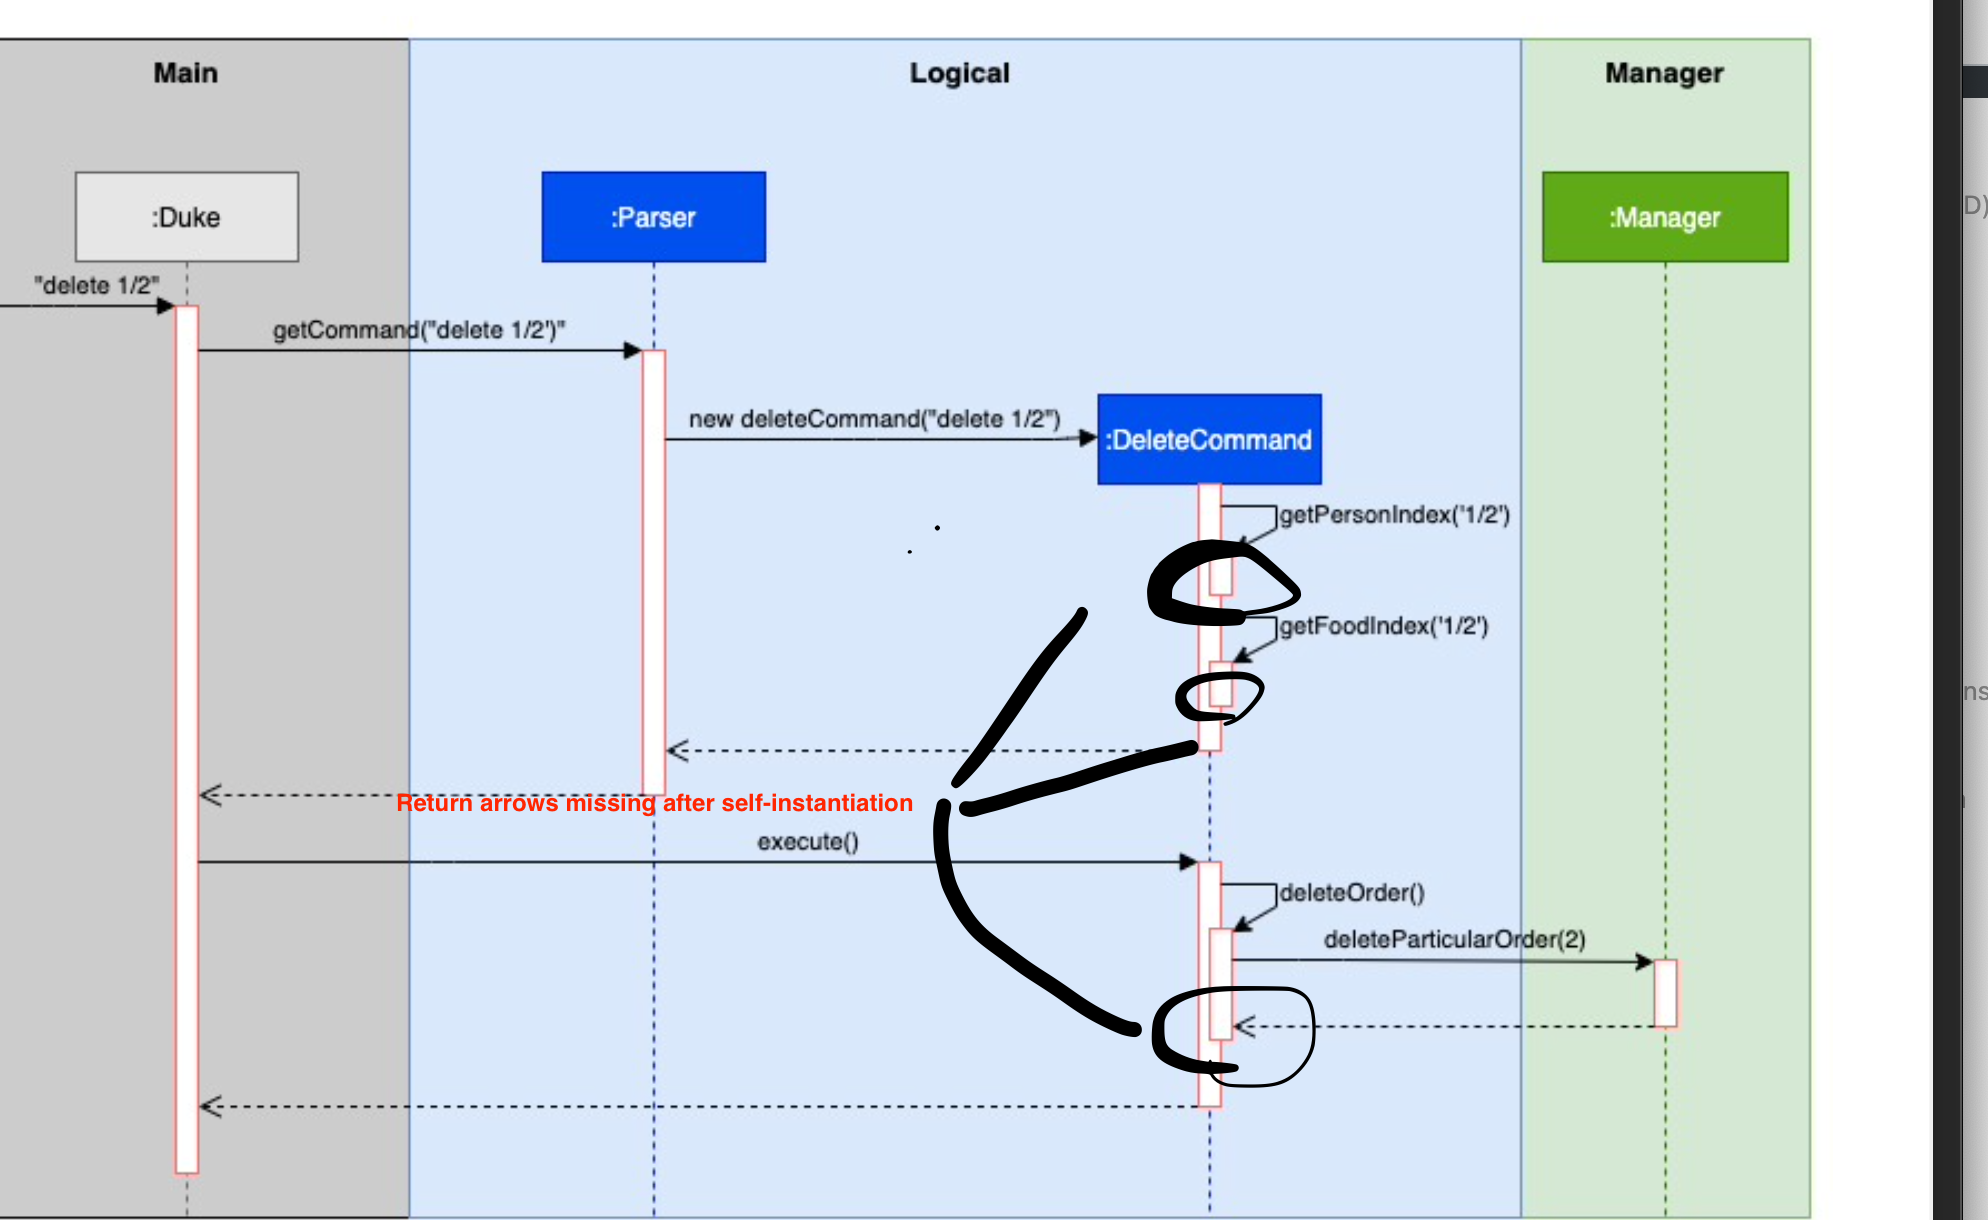 Main
Logical
Manager
:Duke
:Parser
:Manager
D)
"delete 1/2"
getCommand("delete 1/2')"
new deleteCommand("delete 1/2")
:DeleteCommand
getPersonIndex('1/2')
getFoodIndex('1/2')
ns
Return arrows missing after self-instantiation
execute()
deleteOrder()
deleteParticularOrder(2)